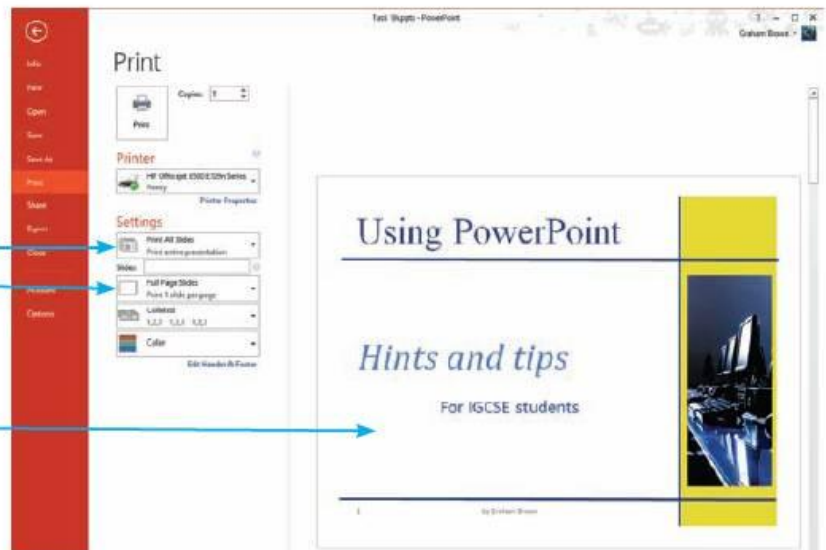 Task 9b.pptx - PowerPoint
? – X
Graham Brown
Info
New
Open
Save
Save As
Print
Share
Export
Close
Account
Options
Print
Print
Copies: 1
Printer
HP Officejet 6500 E709n Series
Ready
Printer Properties
Settings
Print All Slides
Print entire presentation
Slides:
Full Page Slides
Print 1 slide per page
Collated
1,2,3 1,2,3 1,2,3
Color
Edit Header & Footer
Using PowerPoint
Hints and tips
For IGCSE students
1
by Graham Brown